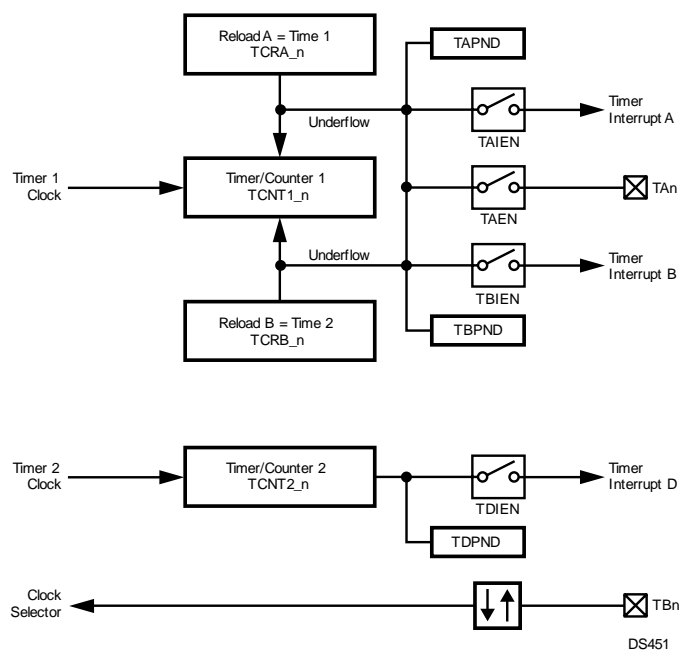 Reload A = Time 1
TCRA_n
TAPND
Underflow
Timer
Interrupt A
TAIEN
Timer 1
Clock
Timer/Counter 1
TCNT1_n
TAn
TAEN
Underflow
Timer
Interrupt B
TBIEN
Reload B = Time 2
TCRB_n
TBPND
Timer 2
Clock
Timer/Counter 2
TCNT2_n
Timer
Interrupt D
TDIEN
TDPND
Clock
Selector
TBn
DS451